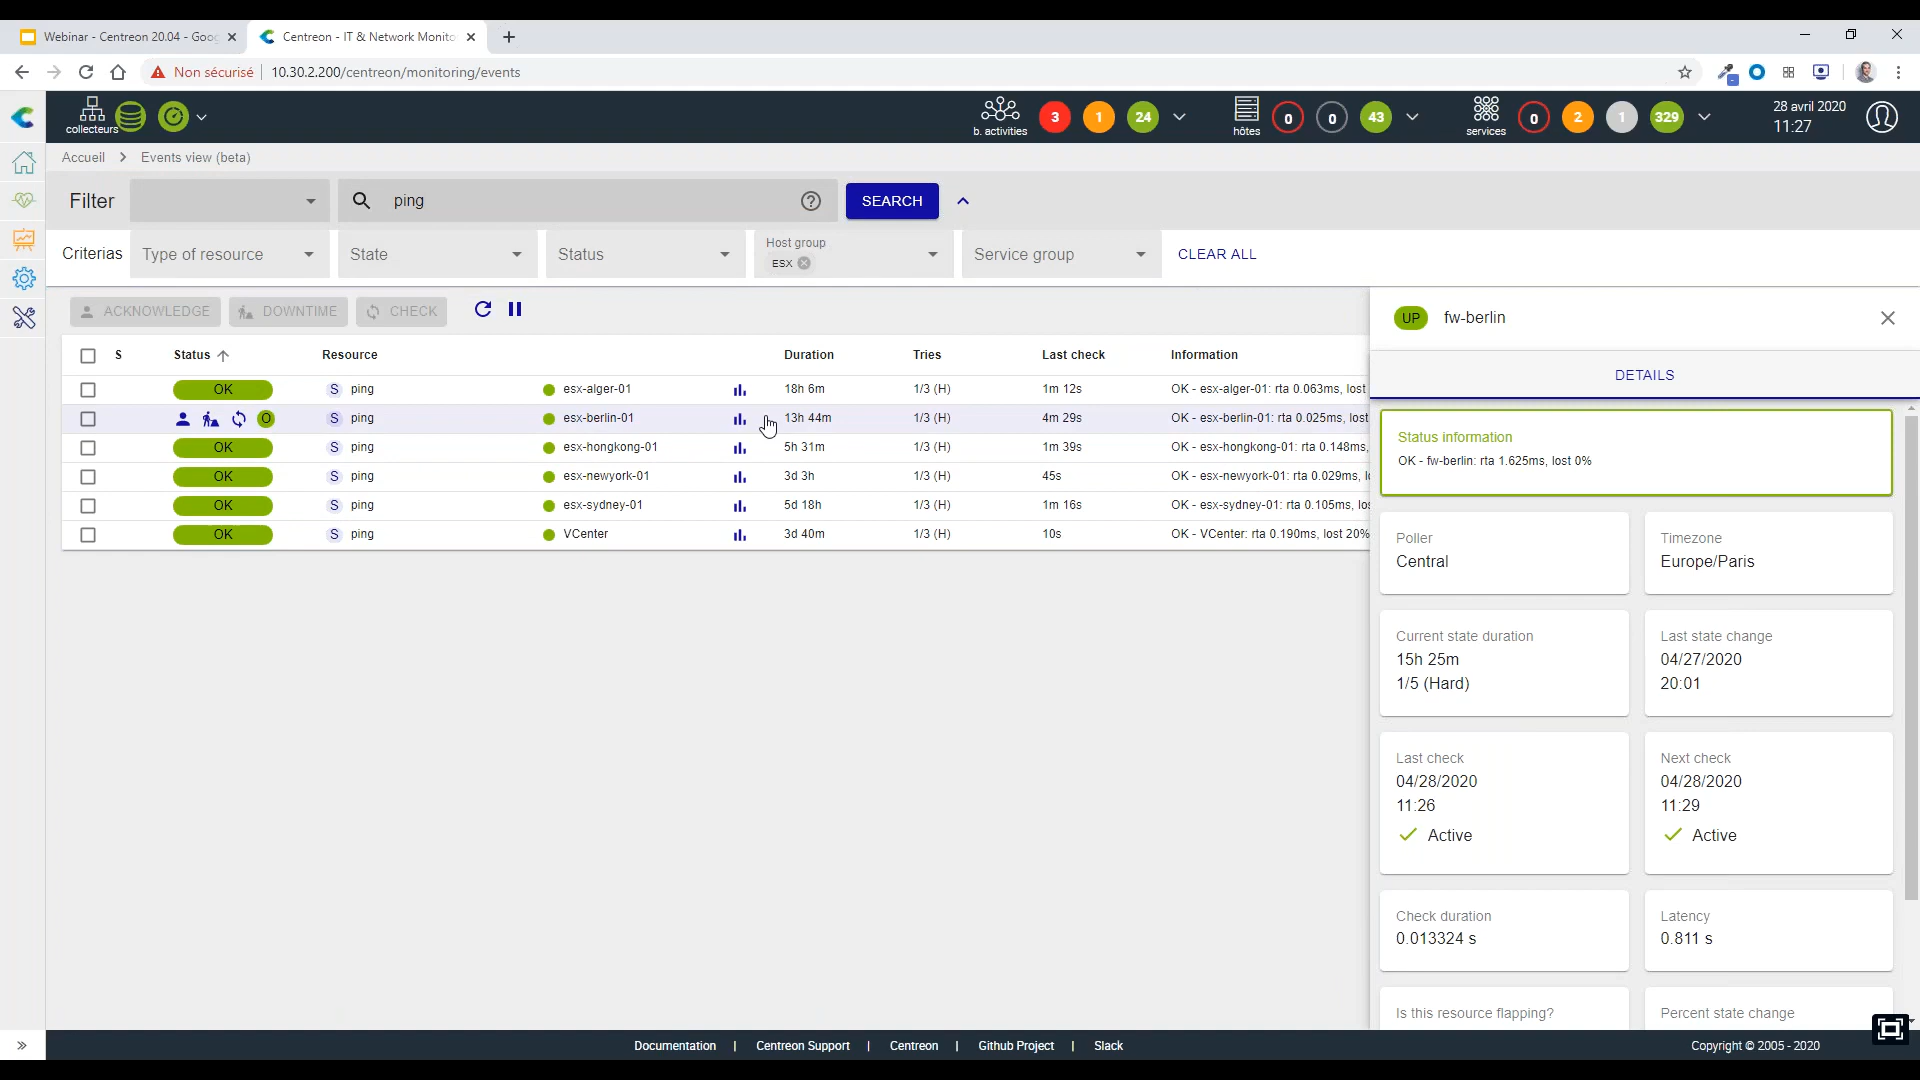 Webinar - Centreon 20.04 - Goog
Centreon - IT & Network Monito
Non sécurisé
10.30.2.200/centreon/monitoring/events
collecteurs
b. activities
3
1
24
hôtes
0
0
43
services
0
2
1
329
28 avril 2020
11:27
Accueil
Events view (beta)
Filter
ping
SEARCH
Criterias
Type of resource
State
Status
Host group
ESX
Service group
CLEAR ALL
ACKNOWLEDGE
DOWNTIME
CHECK
S Status Resource Duration Tries Last check Information
OK S ping esx-alger-01 18h 6m 1/3 (H) 1m 12s OK - esx-alger-01: rta 0.063ms, lost
O S ping esx-berlin-01 13h 44m 1/3 (H) 4m 29s OK - esx-berlin-01: rta 0.025ms, lost
OK S ping esx-hongkong-01 5h 31m 1/3 (H) 1m 39s OK - esx-hongkong-01: rta 0.148ms,
OK S ping esx-newyork-01 3d 3h 1/3 (H) 45s OK - esx-newyork-01: rta 0.029ms,
OK S ping esx-sydney-01 5d 18h 1/3 (H) 1m 16s OK - esx-sydney-01: rta 0.105ms,
OK S ping VCenter 3d 40m 1/3 (H) 10s OK - VCenter: rta 0.190ms, lost 20%
UP fw-berlin
DETAILS
Status information
OK - fw-berlin: rta 1.625ms, lost 0%
Poller
Central
Timezone
Europe/Paris
Current state duration
15h 25m
1/5 (Hard)
Last state change
04/27/2020
20:01
Last check
04/28/2020
11:26
Active
Next check
04/28/2020
11:29
Active
Check duration
0.013324 s
Latency
0.811 s
Is this resource flapping?
Percent state change
Documentation | Centreon Support | Centreon | Github Project | Slack
Copyright © 2005 - 2020